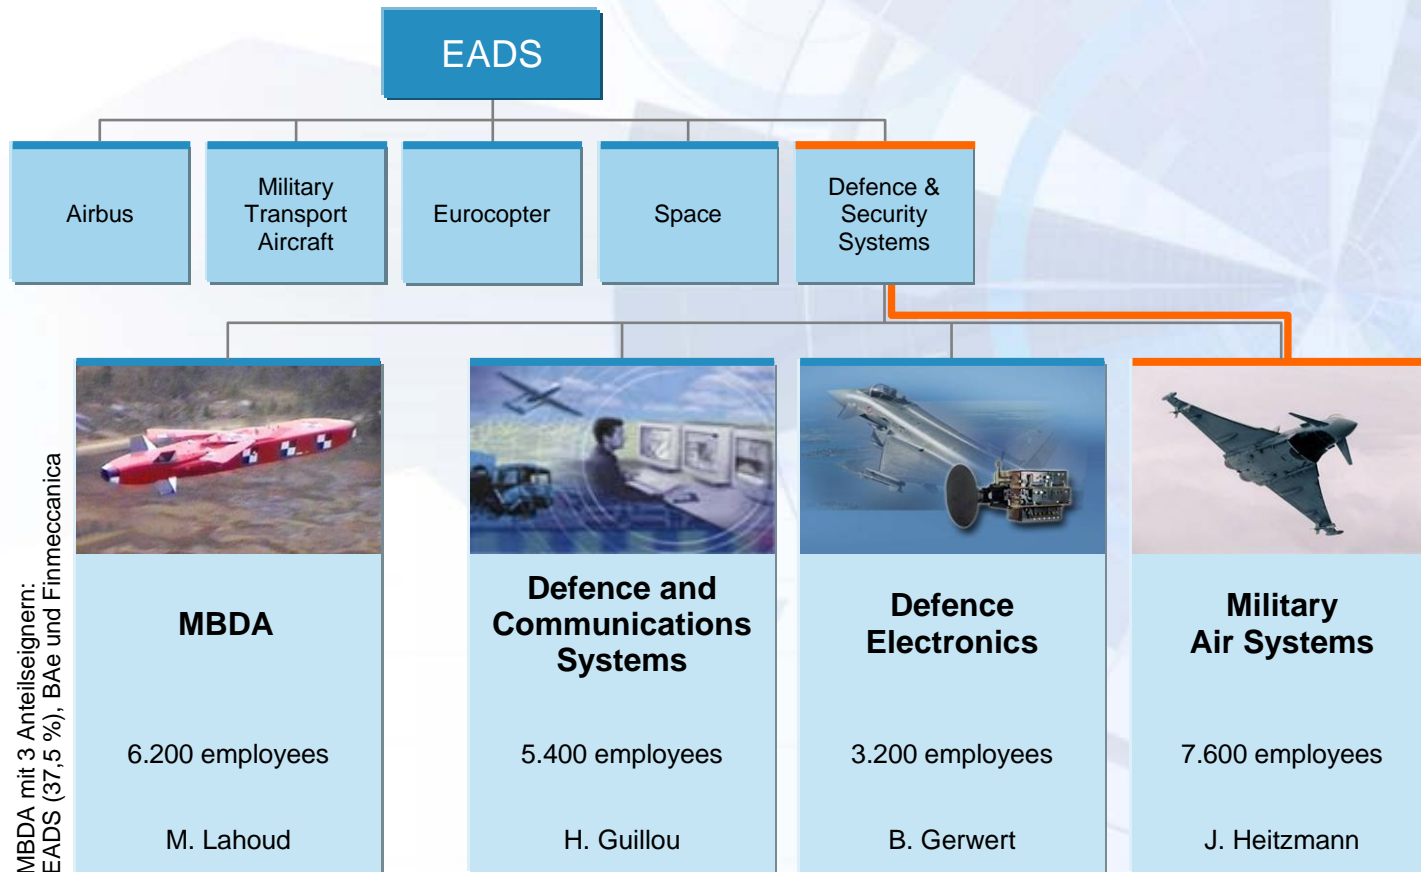 EADS
Airbus
Military
Transport
Aircraft
Eurocopter
Space
Defence &
Security
Systems
MBDA mit 3 Anteilseignern:
EADS (37,5 %), BAe und Finmeccanica
MBDA
6.200 employees
M. Lahoud
Defence and
Communications
Systems
5.400 employees
H. Guillou
Defence
Electronics
3.200 employees
B. Gerwert
Military
Air Systems
7.600 employees
J. Heitzmann